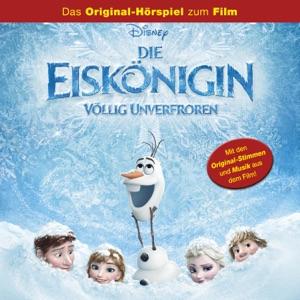 Das Original-Hörspiel zum Film
Disney
DIE
EISKÖNIGIN
VÖLLIG UNVERFROREN
Mit den
Original-Stimmen
und Musik aus
dem Film!